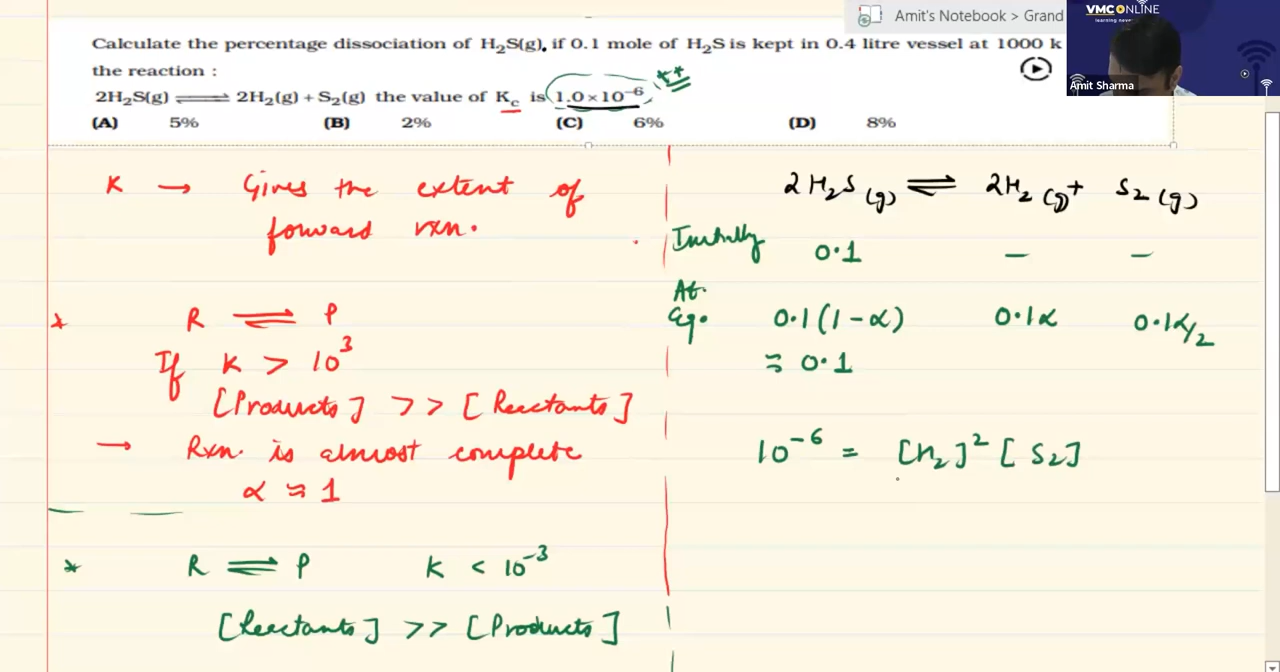 Amit's Notebook > Grand
VMC ONLINE
Amit Sharma
Calculate the percentage dissociation of H₂S(g), if 0.1 mole of H₂S is kept in 0.4 litre vessel at 1000 k
the reaction :
2H₂S(g) ⇌ 2H₂(g) + S₂(g) the value of K_c is 1.0×10⁻⁶
(A) 5% (B) 2% (C) 6% (D) 8%
K → Gives the extent of
forward rxn.
* R ⇌ P
If K > 10³
[Products] >> [Reactants]
→ Rxn. is almost complete
α ≈ 1
* R ⇌ P K < 10⁻³
[Reactants] >> [Products]
2H₂S (g) ⇌ 2H₂ (g) + S₂ (g)
Initially 0.1 — —
At.
Eq. 0.1(1-α) 0.1α 0.1α/2
≈ 0.1
10⁻⁶ = [H₂]² [S₂]